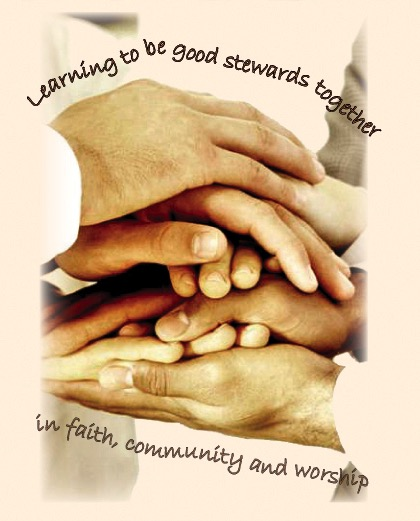 Learning to be good stewards together
in faith, community and worship